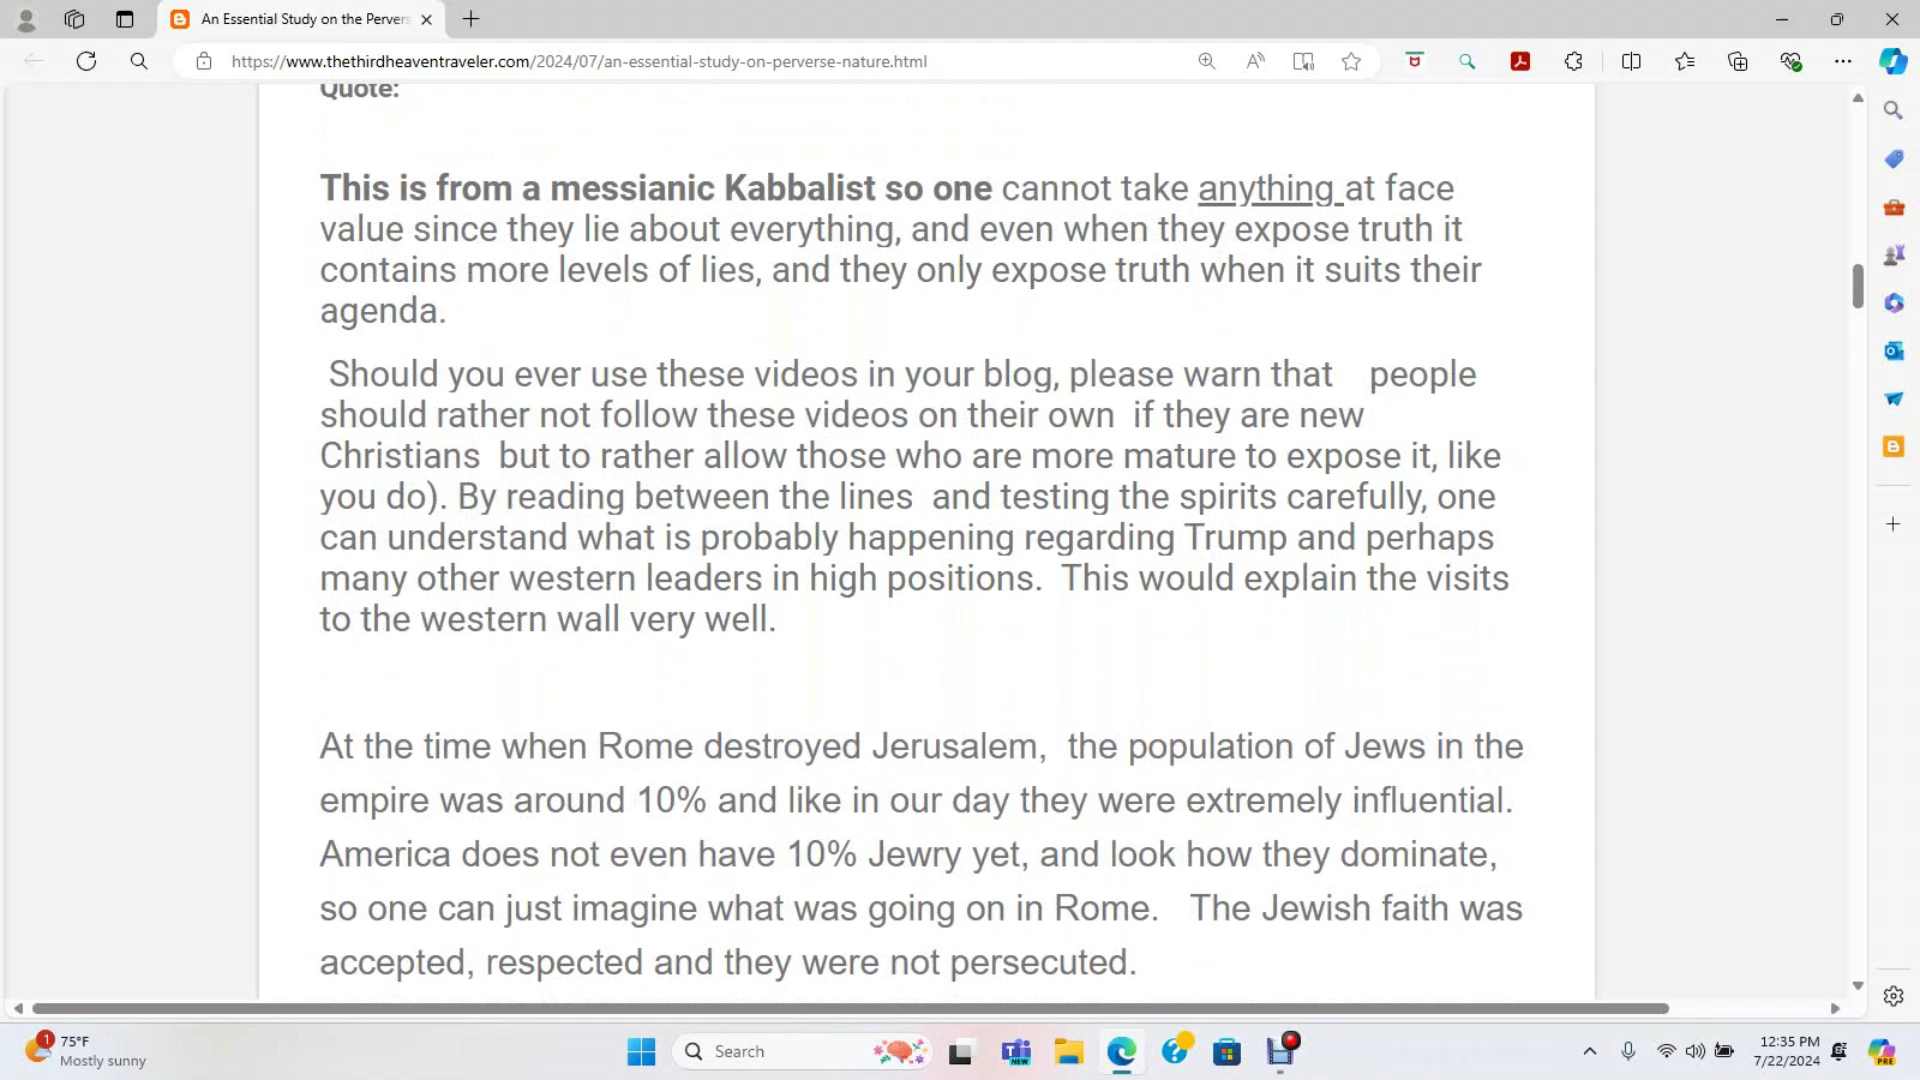 An Essential Study on the Pervers
https://www.thethirdheaventraveler.com/2024/07/an-essential-study-on-perverse-nature.html
Quote:
This is from a messianic Kabbalist so one cannot take anything at face
value since they lie about everything, and even when they expose truth it
contains more levels of lies, and they only expose truth when it suits their
agenda.
Should you ever use these videos in your blog, please warn that people
should rather not follow these videos on their own if they are new
Christians but to rather allow those who are more mature to expose it, like
you do). By reading between the lines and testing the spirits carefully, one
can understand what is probably happening regarding Trump and perhaps
many other western leaders in high positions. This would explain the visits
to the western wall very well.
At the time when Rome destroyed Jerusalem, the population of Jews in the
empire was around 10% and like in our day they were extremely influential.
America does not even have 10% Jewry yet, and look how they dominate,
so one can just imagine what was going on in Rome. The Jewish faith was
accepted, respected and they were not persecuted.
1
75°F
Mostly sunny
Search
NEW
12:35 PM
7/22/2024
PRE